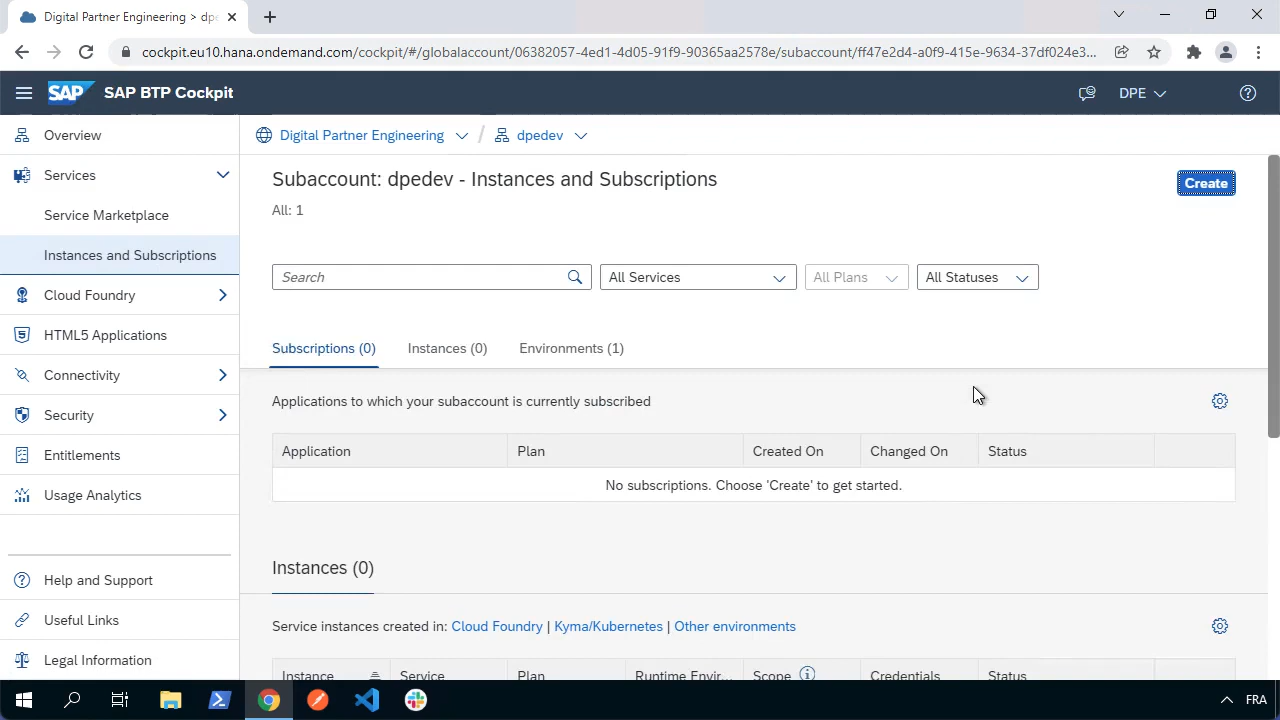 Digital Partner Engineering > dpe
cockpit.eu10.hana.ondemand.com/cockpit/#/globalaccount/06382057-4ed1-4d05-91f9-90365aa2578e/subaccount/ff47e2d4-a0f9-415e-9634-37df024e3...
SAP SAP BTP Cockpit
DPE
Overview
Services
Service Marketplace
Instances and Subscriptions
Cloud Foundry
HTML5 Applications
Connectivity
Security
Entitlements
Usage Analytics
Help and Support
Useful Links
Legal Information
Digital Partner Engineering / dpedev
Subaccount: dpedev - Instances and Subscriptions
Create
All: 1
Search
All Services
All Plans
All Statuses
Subscriptions (0)
Instances (0)
Environments (1)
Applications to which your subaccount is currently subscribed
Application Plan Created On Changed On Status
No subscriptions. Choose 'Create' to get started.
Instances (0)
Service instances created in: Cloud Foundry | Kyma/Kubernetes | Other environments
Instance Service Plan Runtime Envir... Scope Credentials Status
FRA